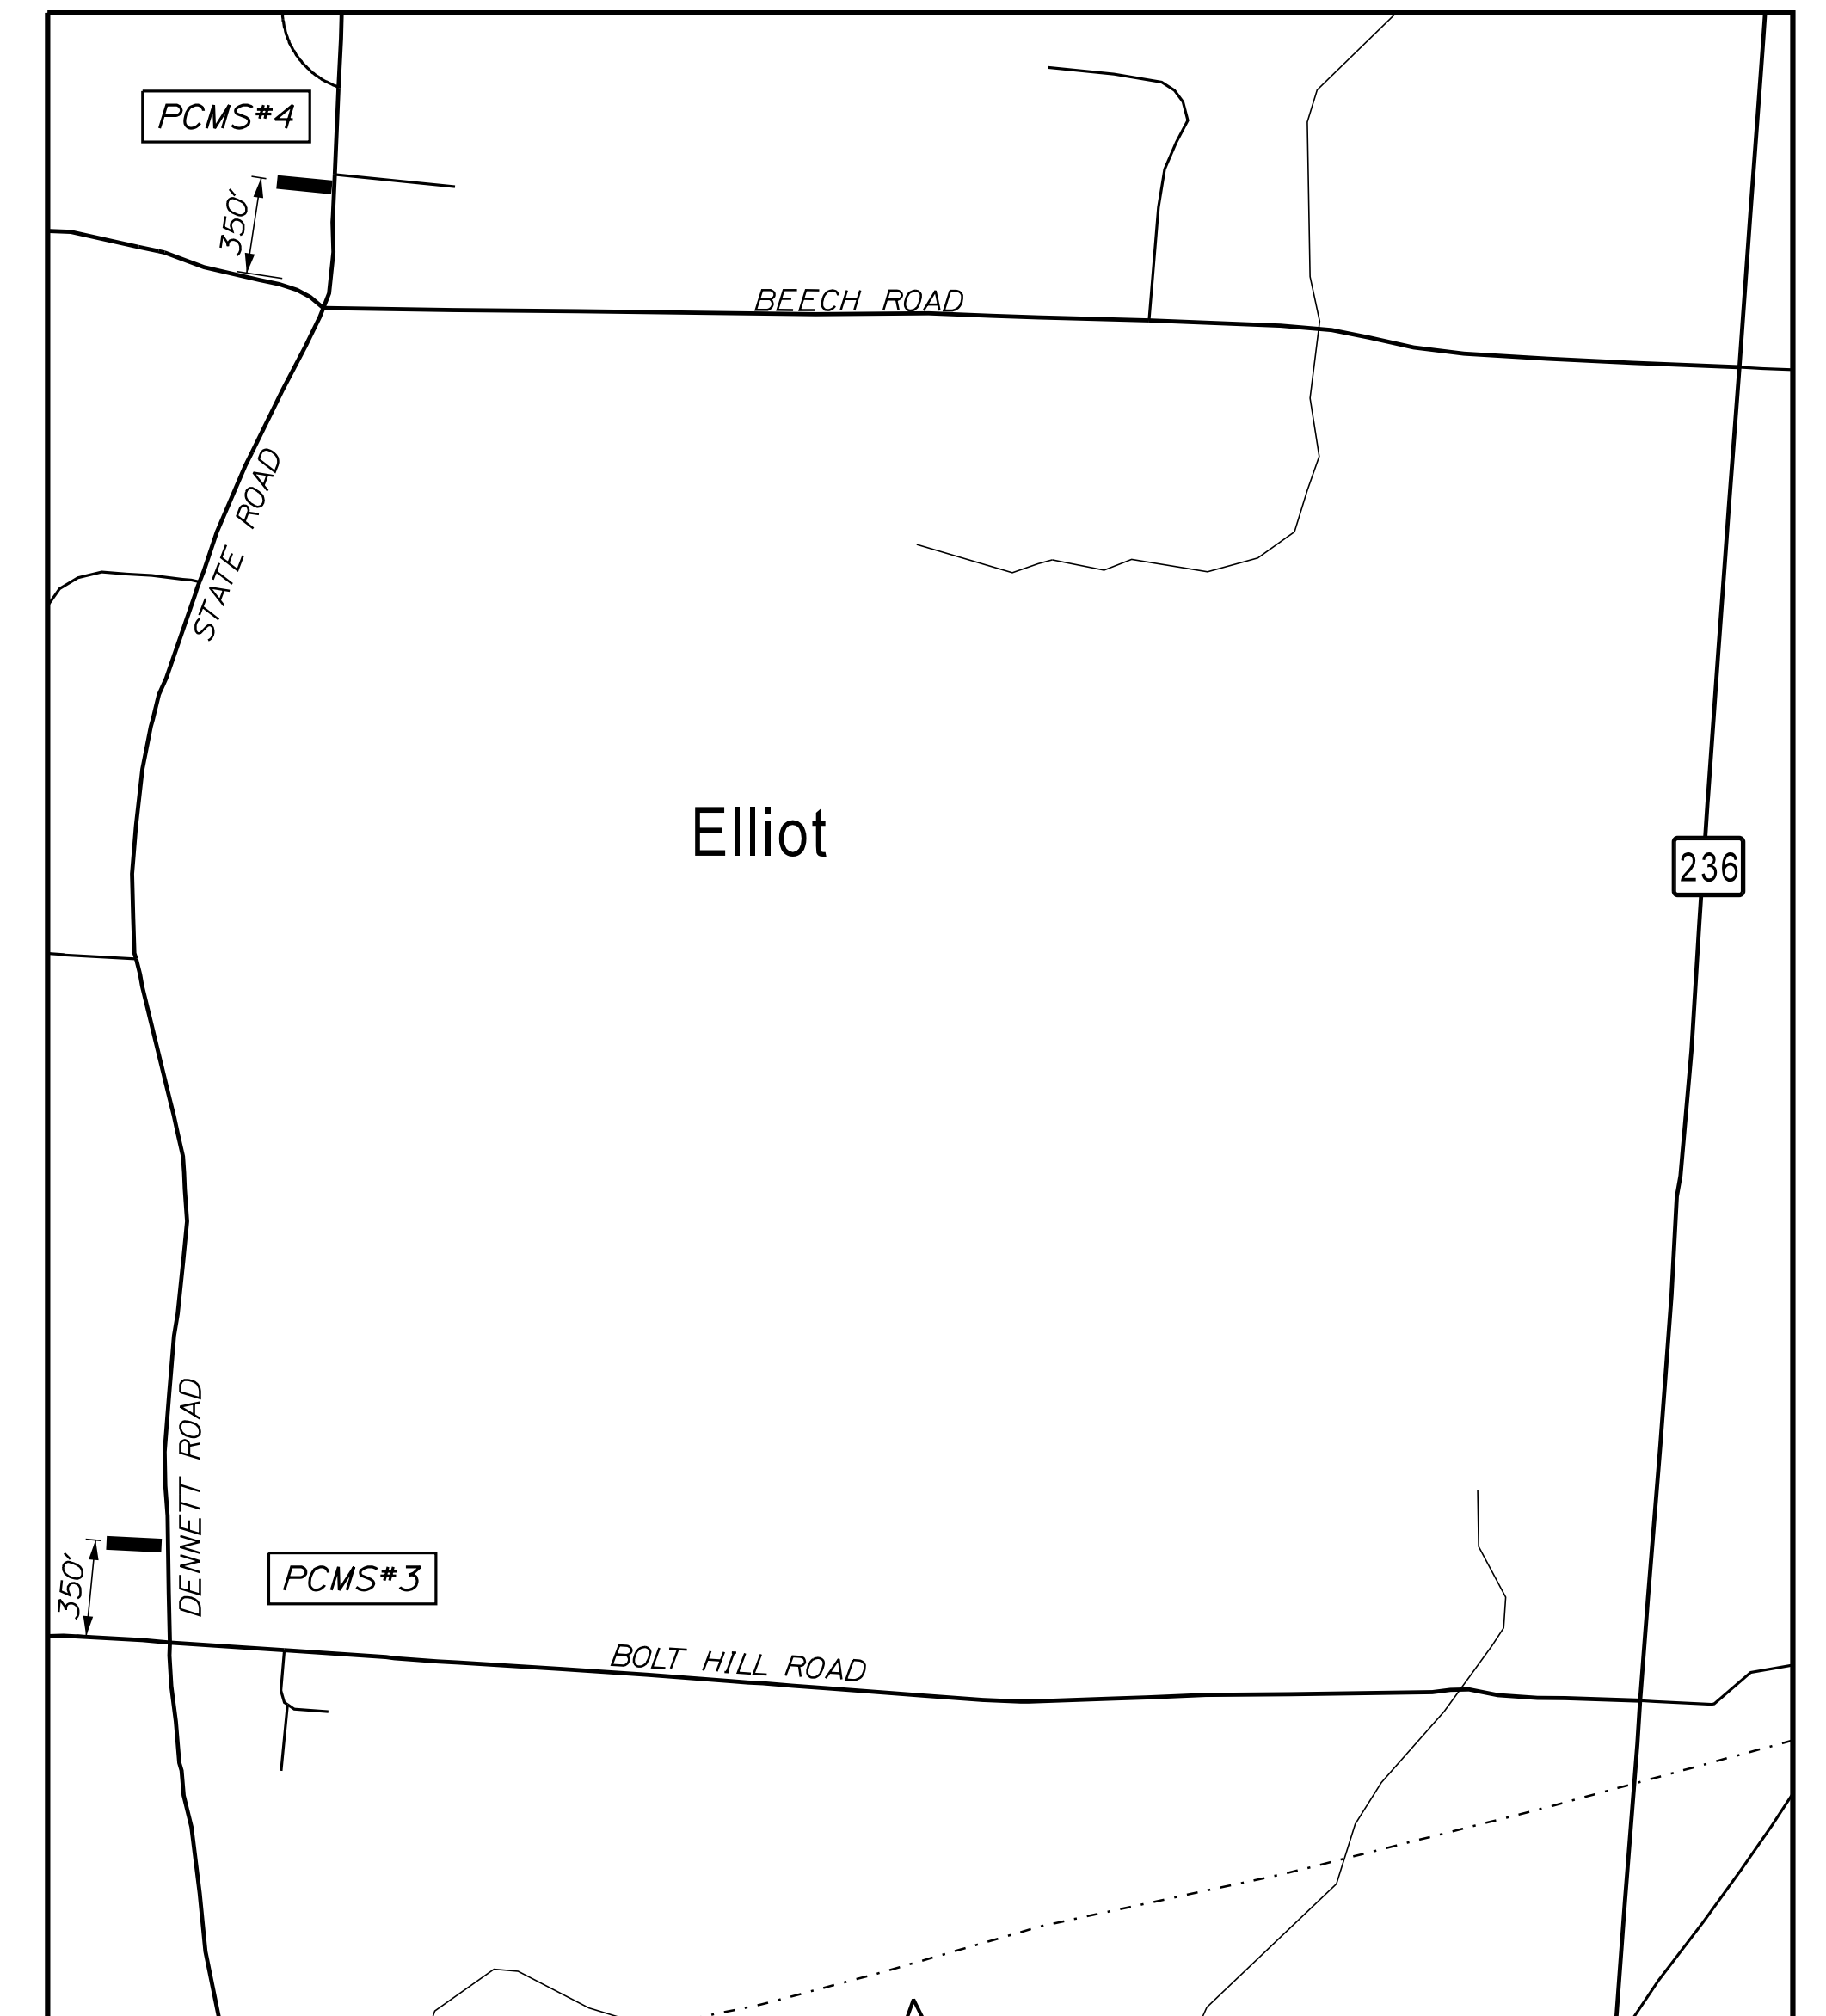 PCMS#4
350'
BEECH ROAD
STATE ROAD
Elliot
236
DENNETT ROAD
350'
PCMS#3
BOLT HILL ROAD